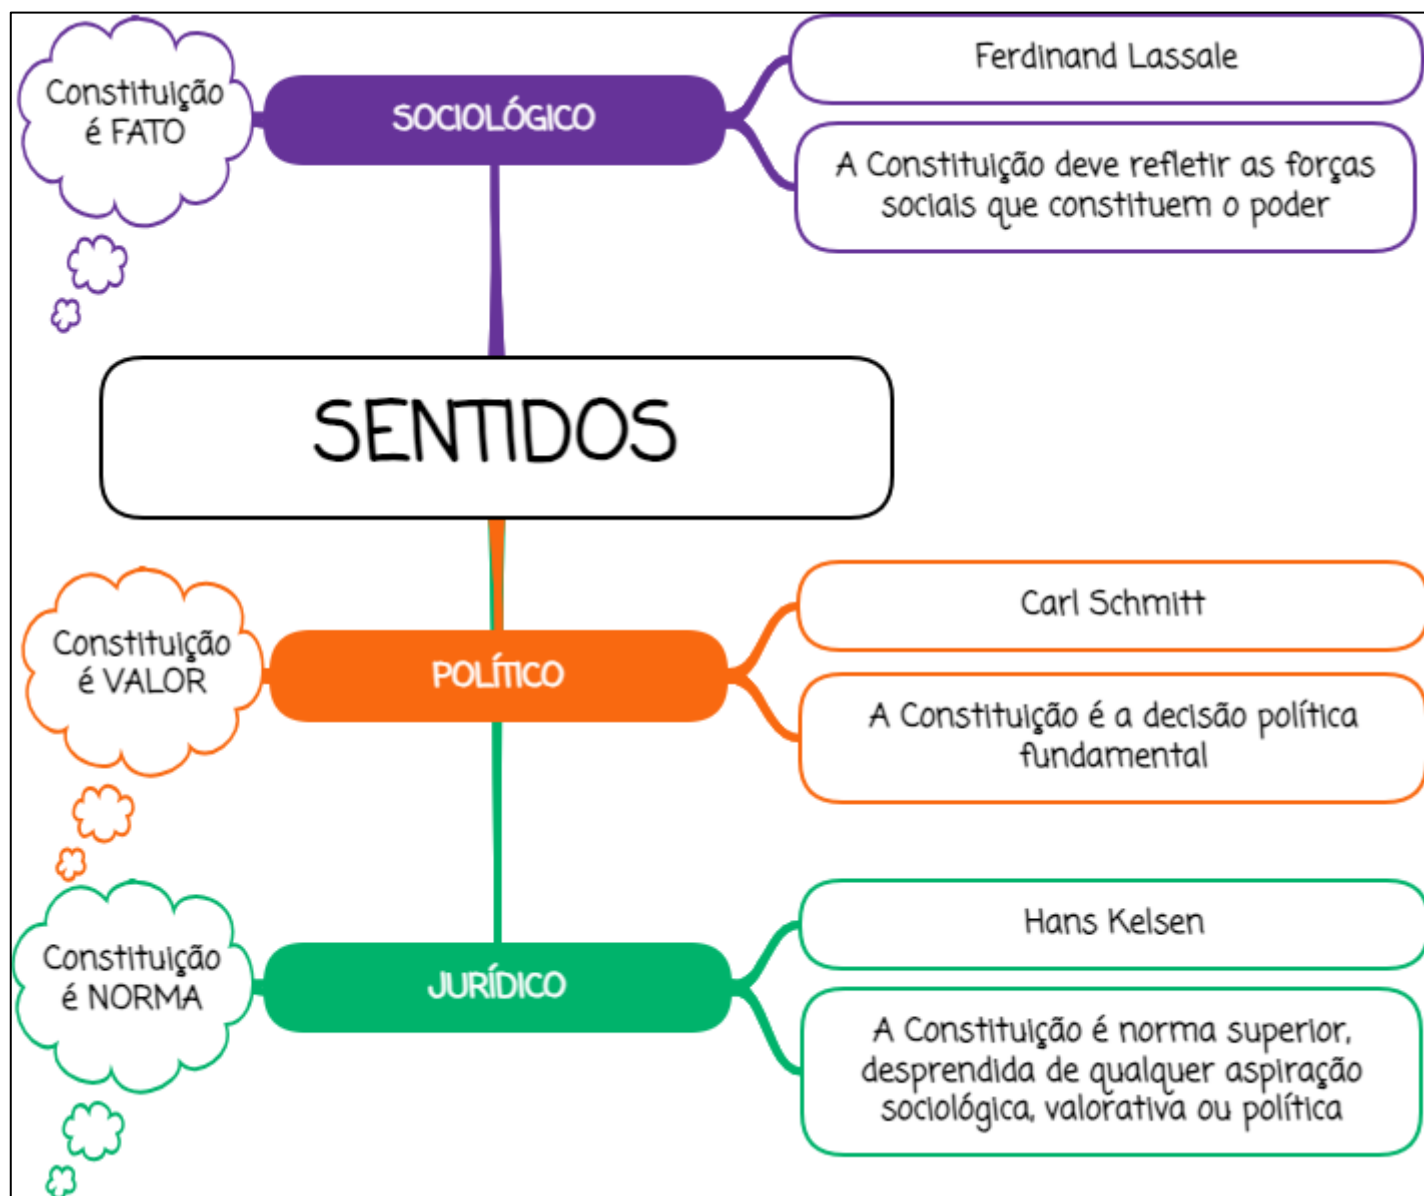 Constituição
é FATO
SOCIOLÓGICO
Ferdinand Lassale
A Constituição deve refletir as forças
sociais que constituem o poder
SENTIDOS
Constituição
é VALOR
POLÍTICO
Carl Schmitt
A Constituição é a decisão política
fundamental
Constituição
é NORMA
JURÍDICO
Hans Kelsen
A Constituição é norma superior,
desprendida de qualquer aspiração
sociológica, valorativa ou política